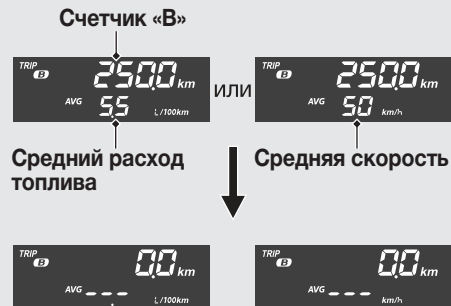 Счетчик «B»
TRIP B 250.0 km
AVG 5.5 L/100km
или
TRIP B 250.0 km
AVG 50 km/h
Средний расход
топлива
Средняя скорость
TRIP B 0.0 km
AVG --- L/100km
TRIP B 0.0 km
AVG --- km/h